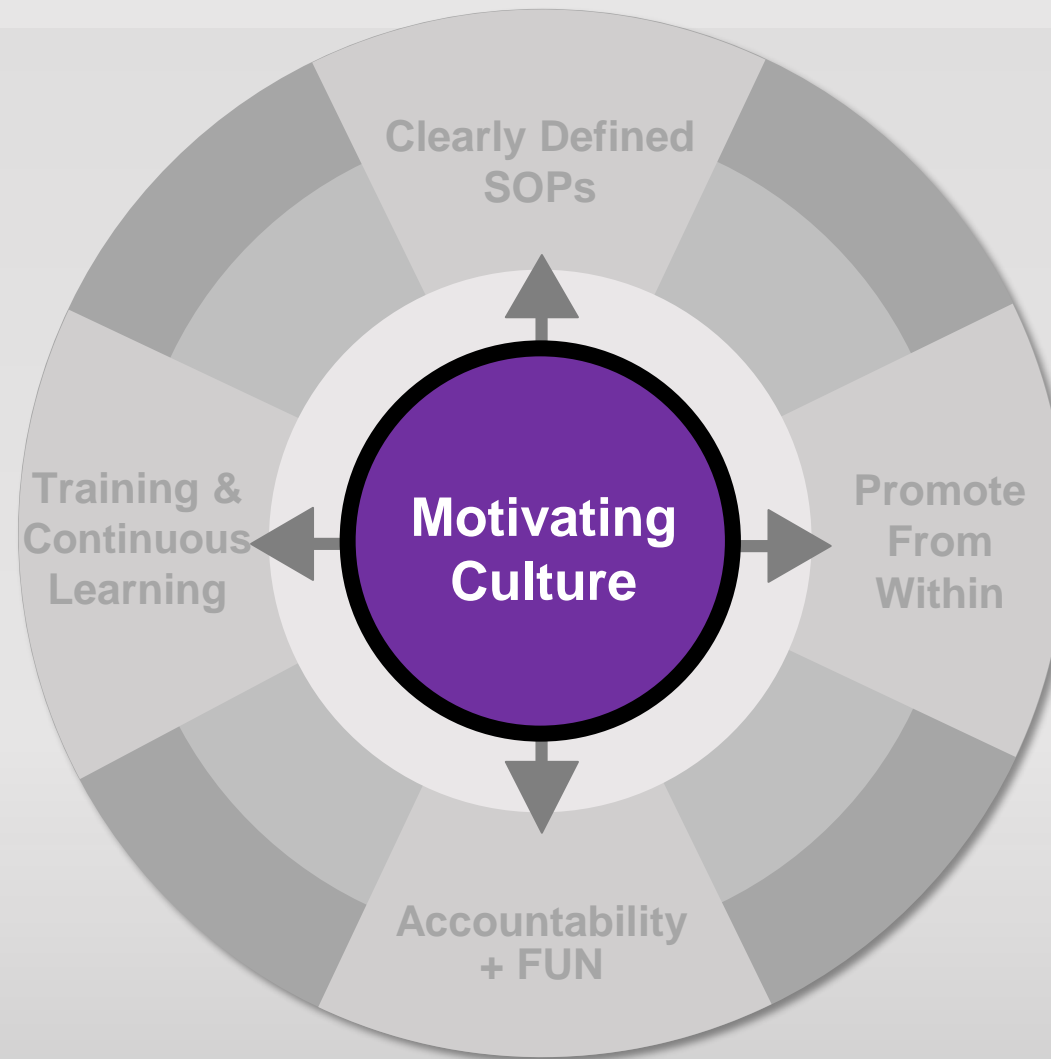 Clearly Defined
SOPs
Training &
Continuous
Learning
Motivating
Culture
Promote
From
Within
Accountability
+ FUN